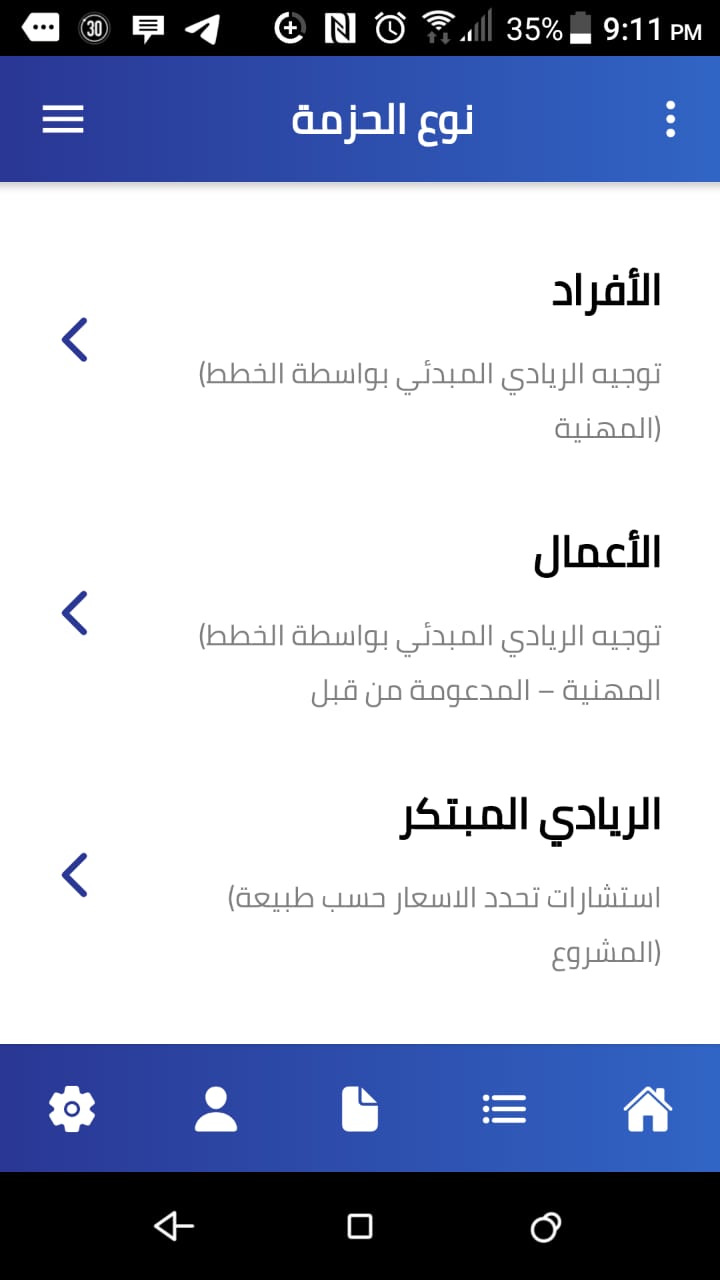 30
35%
9:11 PM
نوع الحزمة
الأفراد
توجيه الريادي المبدئي بواسطة الخطط)
(المهنية
الأعمال
توجيه الريادي المبدئي بواسطة الخطط)
المهنية – المدعومة من قبل
الريادي المبتكر
استشارات تحدد الاسعار حسب طبيعة)
(المشروع